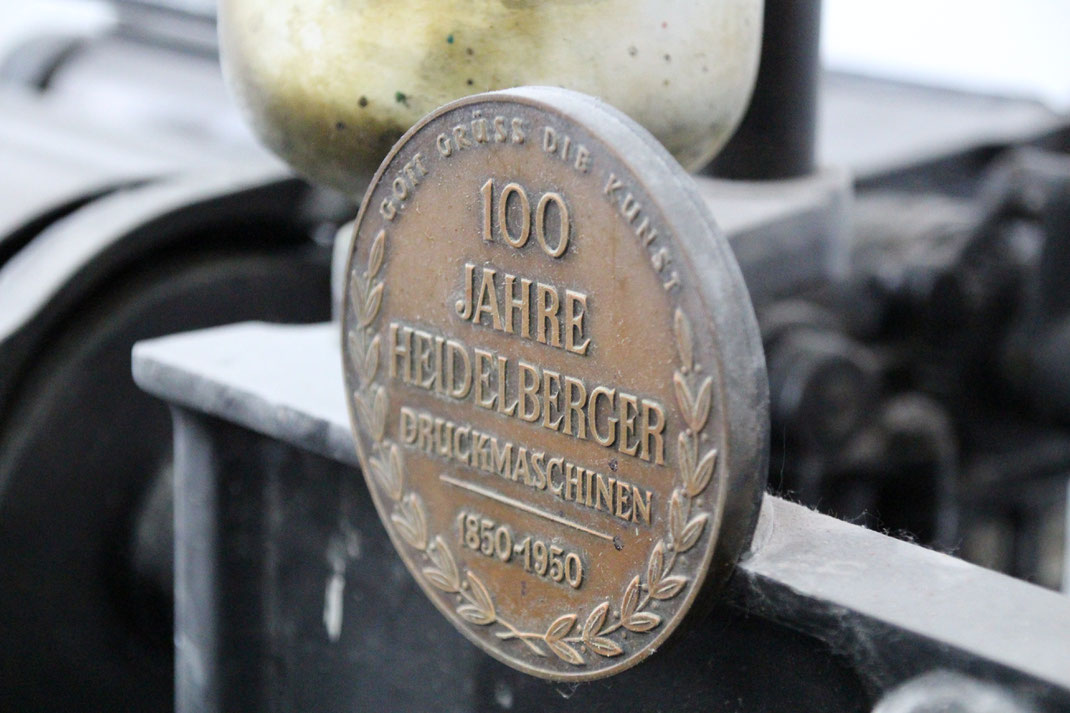 GOTT GRÜSS DIE KUNST
100
JAHRE
HEIDELBERGER
DRUCKMASCHINEN
1850-1950